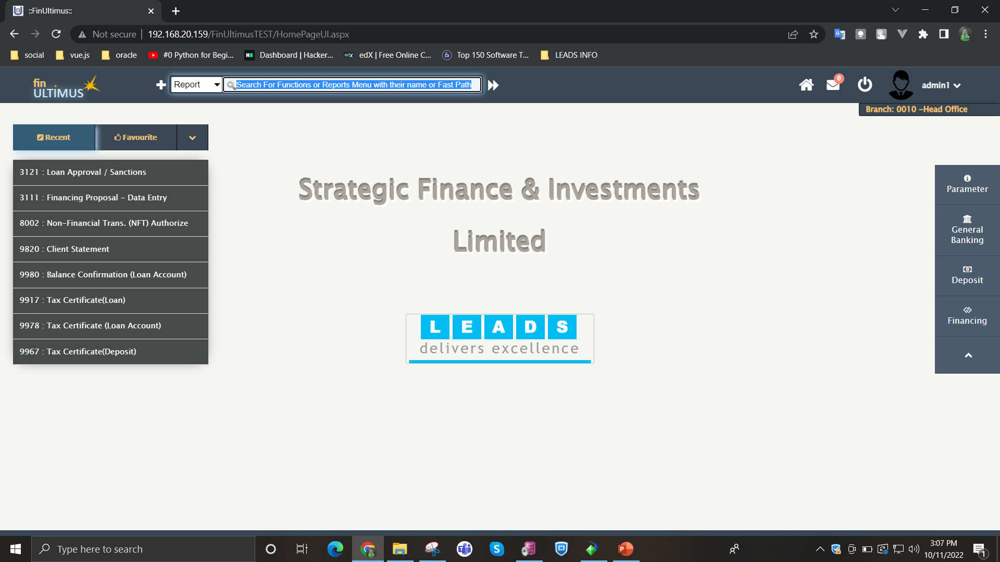 ::FinUltimus::
Not secure | 192.168.20.159/FinUltimusTEST/HomePageUI.aspx
social vue.js oracle #0 Python for Begi... Dashboard | Hacker... edX | Free Online C... Top 150 Software T... LEADS INFO
fin
ULTIMUS
Report Search For Functions or Reports Menu with their name or Fast Path
0
admin1
Branch: 0010 -Head Office
Recent Favourite
3121 : Loan Approval / Sanctions
3111 : Financing Proposal - Data Entry
8002 : Non-Financial Trans. (NFT) Authorize
9820 : Client Statement
9980 : Balance Confirmation (Loan Account)
9917 : Tax Certificate(Loan)
9978 : Tax Certificate (Loan Account)
9967 : Tax Certificate(Deposit)
Strategic Finance & Investments
Limited
LEADS
delivers excellence
Parameter
General
Banking
Deposit
Financing
Type here to search
3:07 PM
10/11/2022
1